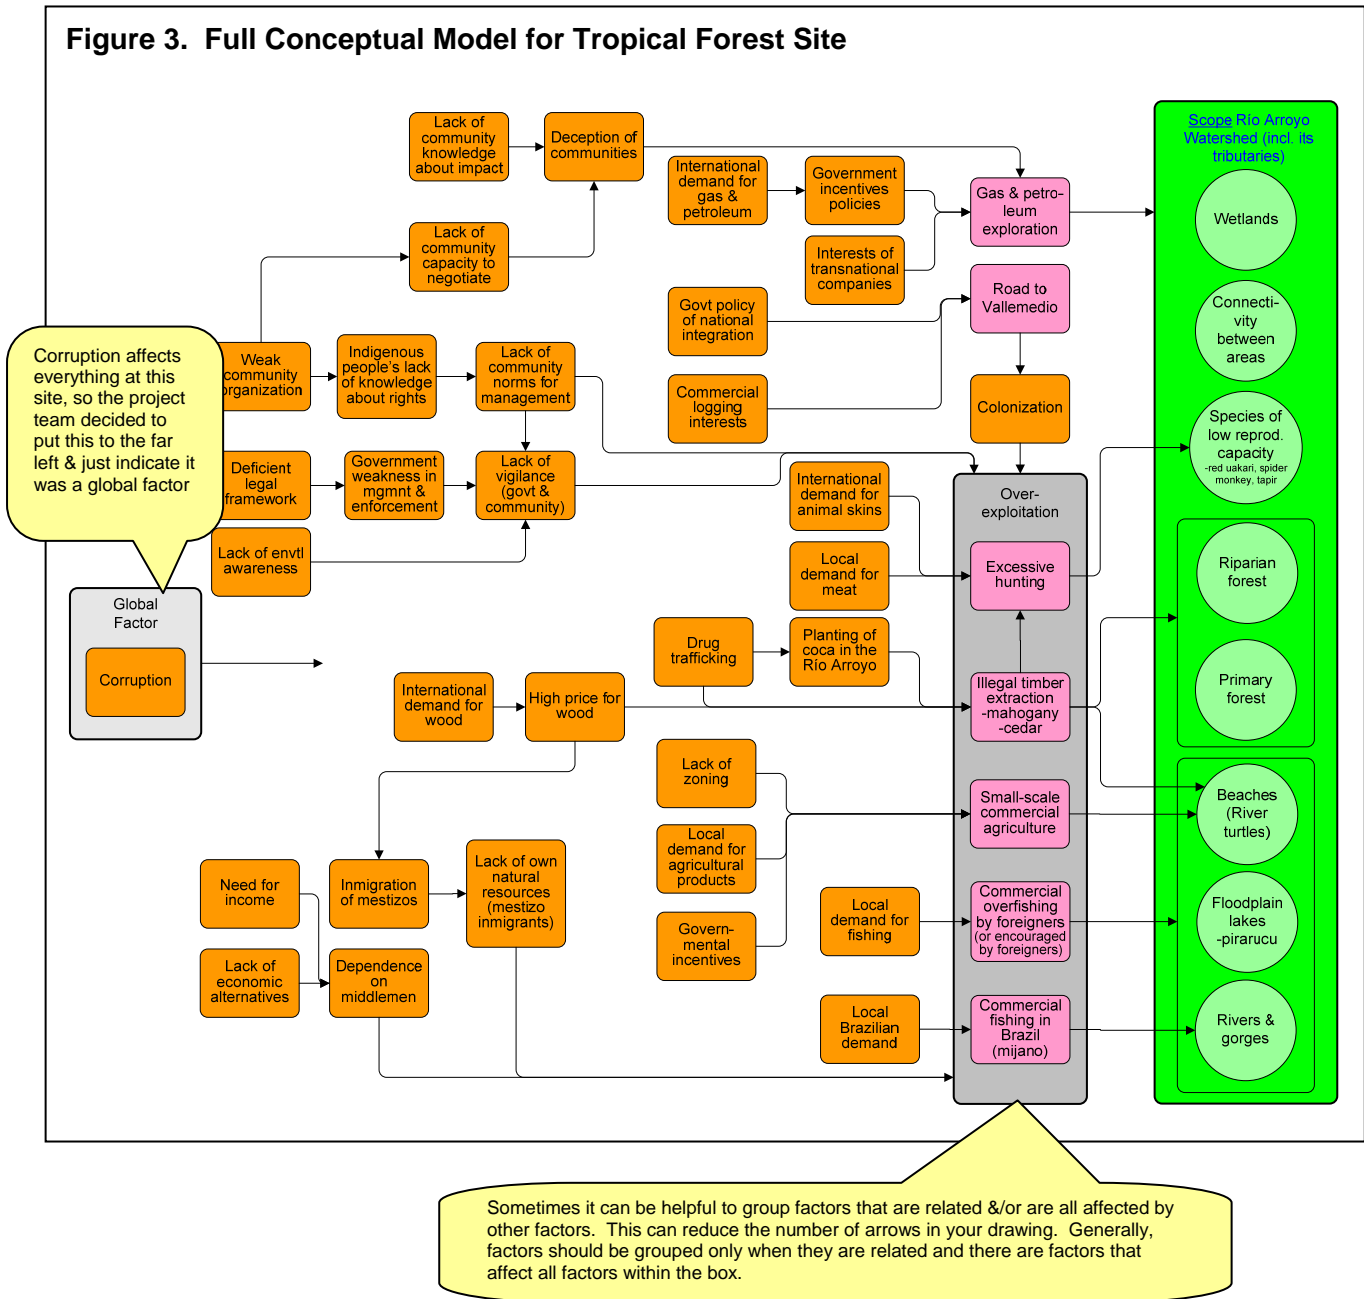 Figure 3.  Full Conceptual Model for Tropical Forest Site
Lack of
community
knowledge
about impact
Deception of
communities
International
demand for
gas &
petroleum
Government
incentives
policies
Gas & petro-
leum
exploration
Scope Río Arroyo
Watershed (incl. its
tributaries)
Wetlands
Lack of
community
capacity to
negotiate
Interests of
transnational
companies
Govt policy
of national
integration
Road to
Vallemedio
Connecti-
vity
between
areas
Corruption affects
everything at this
site, so the project
team decided to
put this to the far
left & just indicate it
was a global factor
Weak
community
organization
Indigenous
people's lack
of knowledge
about rights
Lack of
community
norms for
management
Commercial
logging
interests
Colonization
Species of
low reprod.
capacity
-red uakari, spider
monkey, tapir
Deficient
legal
framework
Government
weakness in
mgmnt &
enforcement
Lack of
vigilance
(govt &
community)
International
demand for
animal skins
Over-
exploitation
Lack of envtl
awareness
Local
demand for
meat
Excessive
hunting
Riparian
forest
Global
Factor
Corruption
Drug
trafficking
Planting of
coca in the
Río Arroyo
International
demand for
wood
High price for
wood
Illegal timber
extraction
-mahogany
-cedar
Primary
forest
Lack of
zoning
Small-scale
commercial
agriculture
Beaches
(River
turtles)
Local
demand for
agricultural
products
Need for
income
Inmigration
of mestizos
Lack of own
natural
resources
(mestizo
inmigrants)
Govern-
mental
incentives
Local
demand for
fishing
Commercial
overfishing
by foreigners
(or encouraged
by foreigners)
Floodplain
lakes
-pirarucu
Lack of
economic
alternatives
Dependence
on
middlemen
Local
Brazilian
demand
Commercial
fishing in
Brazil
(mijano)
Rivers &
gorges
Sometimes it can be helpful to group factors that are related &/or are all affected by
other factors.  This can reduce the number of arrows in your drawing.  Generally,
factors should be grouped only when they are related and there are factors that
affect all factors within the box.